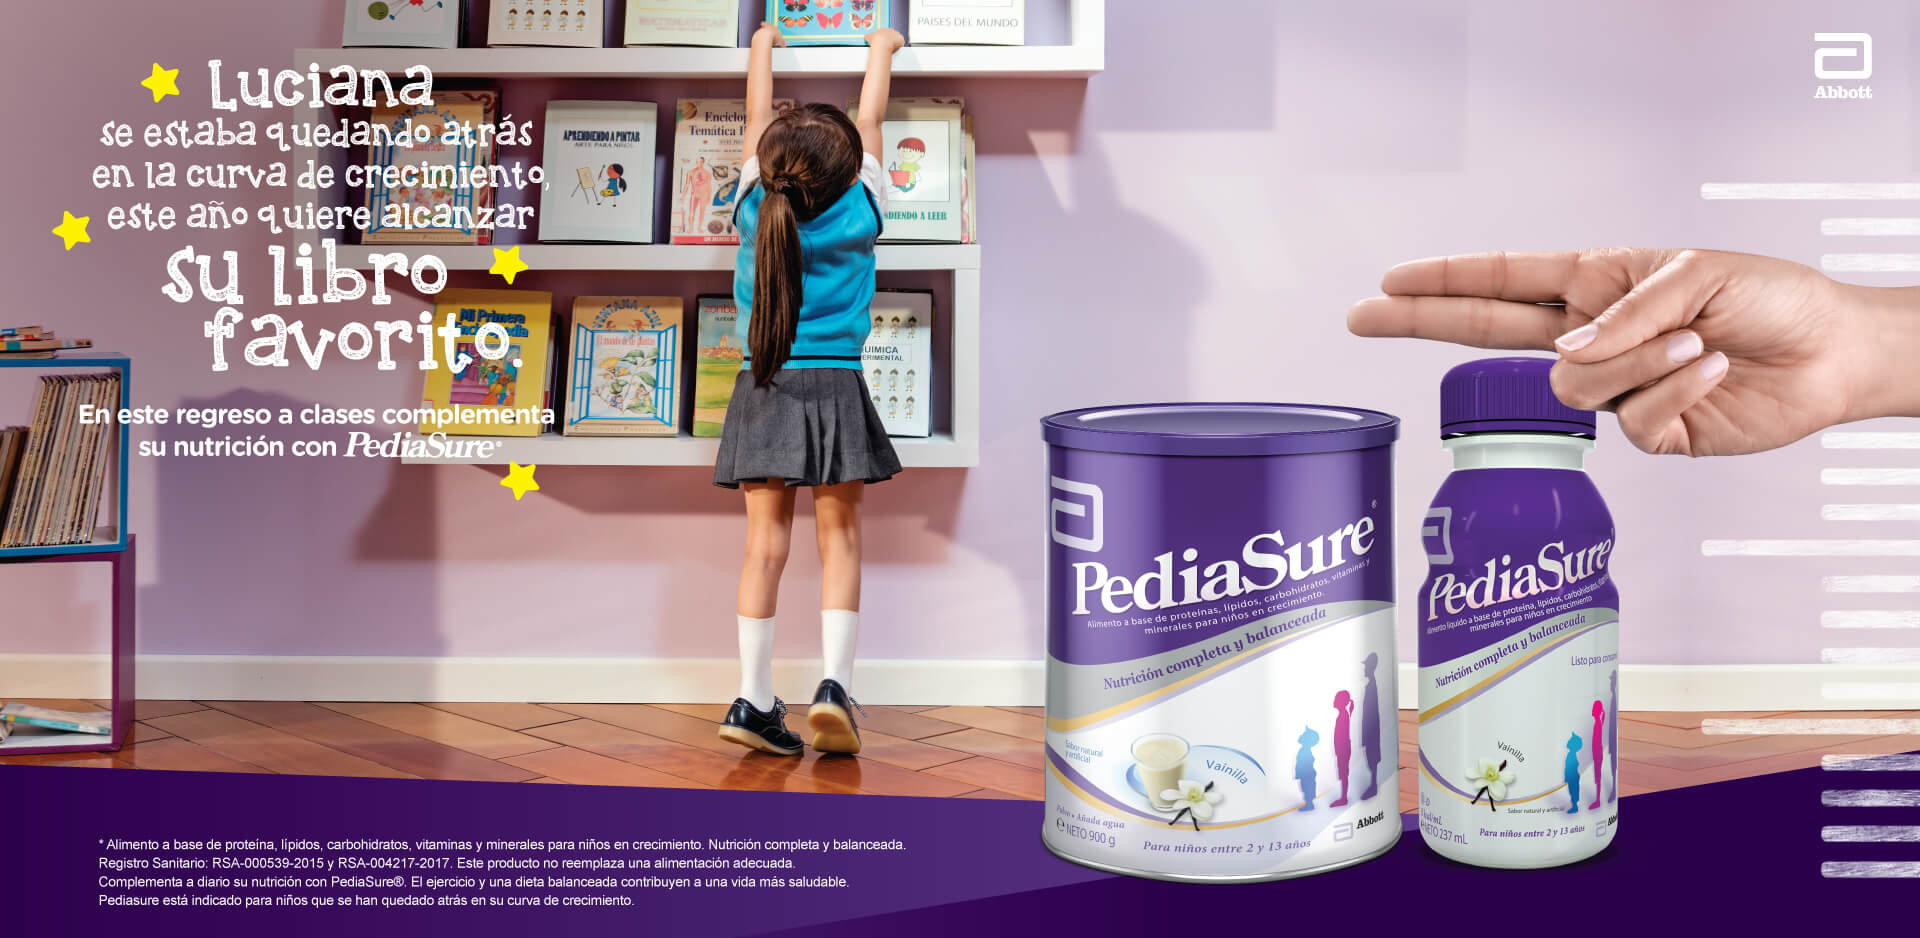 Luciana
se estaba quedando atrás
en la curva de crecimiento,
este año quiere alcanzar
su libro
favorito.
En este regreso a clases complementa
su nutrición con PediaSure®
PAISES DEL MUNDO
APRENDIENDO A PINTAR
ARTE PARA NIÑOS
Temática
DIENDO A LEER
Mi Primera
QUIMICA
Abbott
PediaSure®
Alimento a base de proteínas, lípidos, carbohidratos, vitaminas y
minerales para niños en crecimiento.
Nutrición completa y balanceada
Sabor natural
y artificial
Vainilla
Polvo • Añada agua
℮ NETO 900 g
Para niños entre 2 y 13 años
Abbott
PediaSure
Alimento líquido a base de proteína, lípidos, carbohidratos,
minerales para niños en crecimiento
Nutrición completa y balanceada
Listo para
Vainilla
Sabor natural y artificial
NETO 237 mL
Para niños entre 2 y 13 años
* Alimento a base de proteína, lípidos, carbohidratos, vitaminas y minerales para niños en crecimiento. Nutrición completa y balanceada.
Registro Sanitario: RSA-000539-2015 y RSA-004217-2017. Este producto no reemplaza una alimentación adecuada.
Complementa a diario su nutrición con PediaSure®. El ejercicio y una dieta balanceada contribuyen a una vida más saludable.
Pediasure está indicado para niños que se han quedado atrás en su curva de crecimiento.